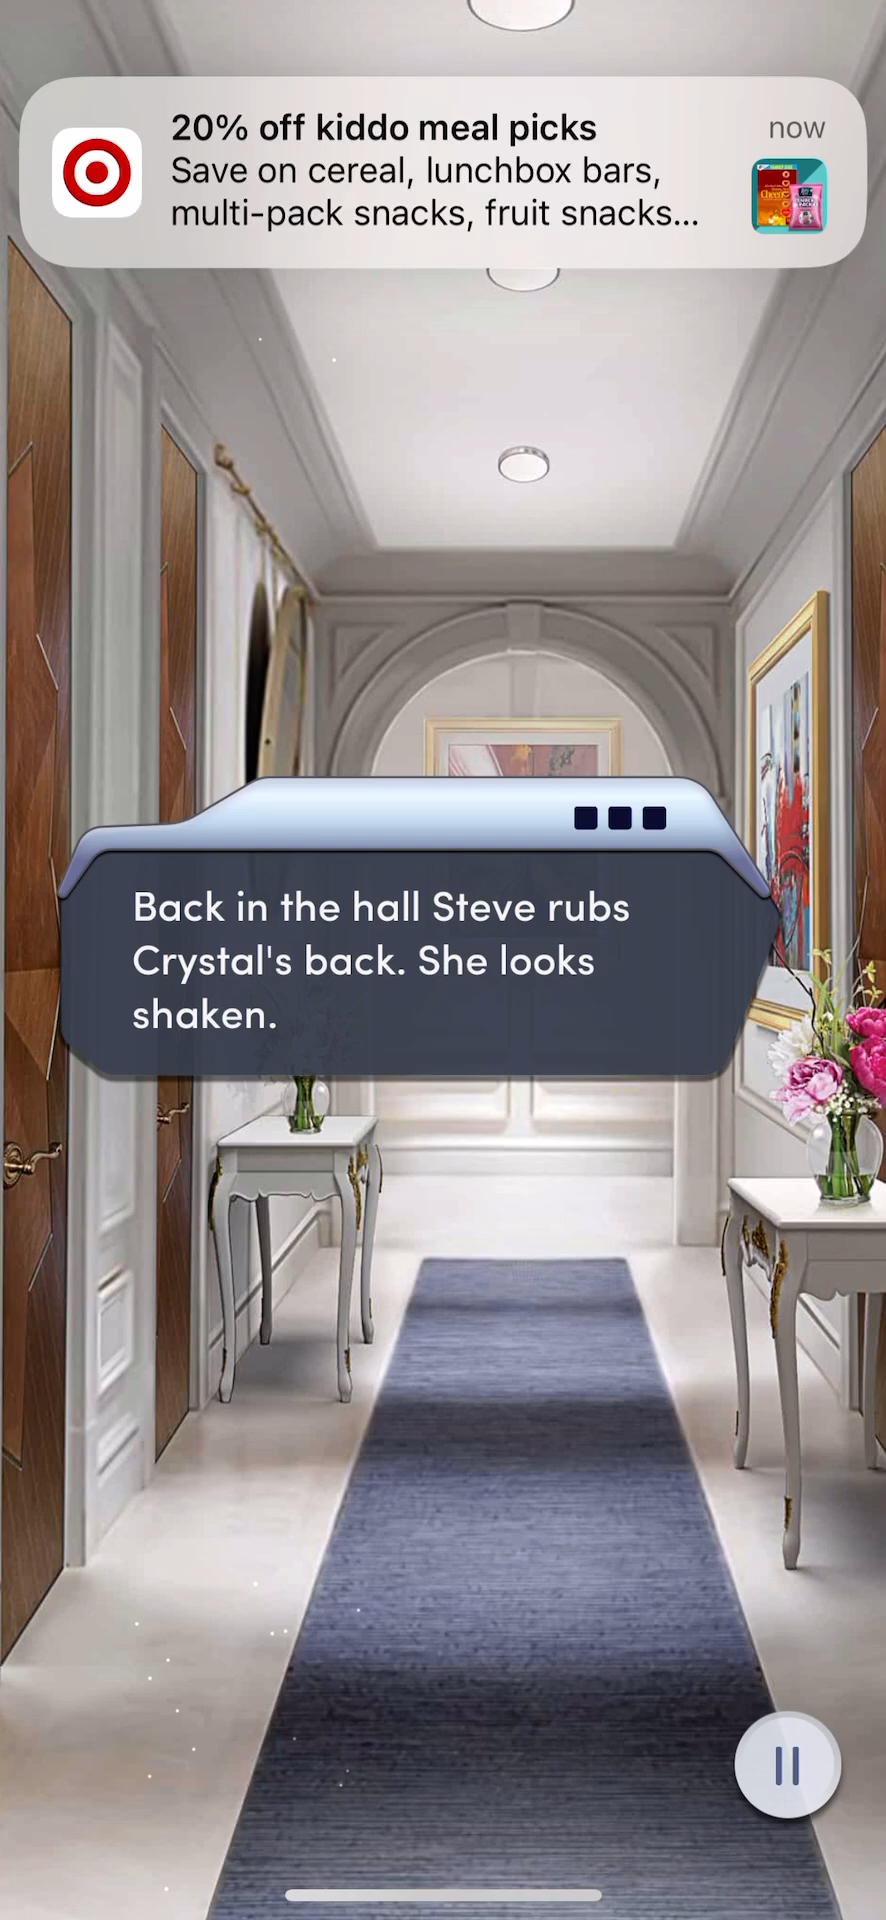 20% off kiddo meal picks
now
Save on cereal, lunchbox bars,
multi-pack snacks, fruit snacks...
Back in the hall Steve rubs
Crystal's back. She looks
shaken.